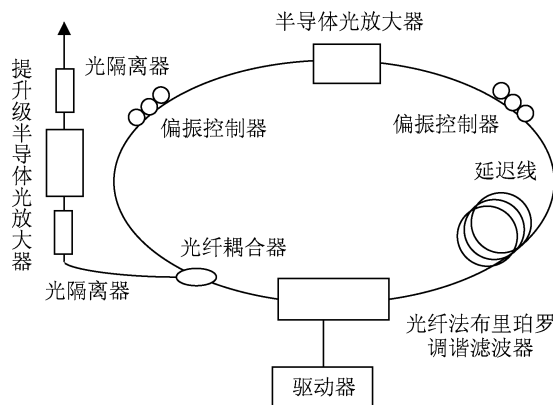 半导体光放大器
光隔离器
提升级半导体光放大器
偏振控制器
偏振控制器
延迟线
光纤耦合器
光隔离器
光纤法布里珀罗
调谐滤波器
驱动器